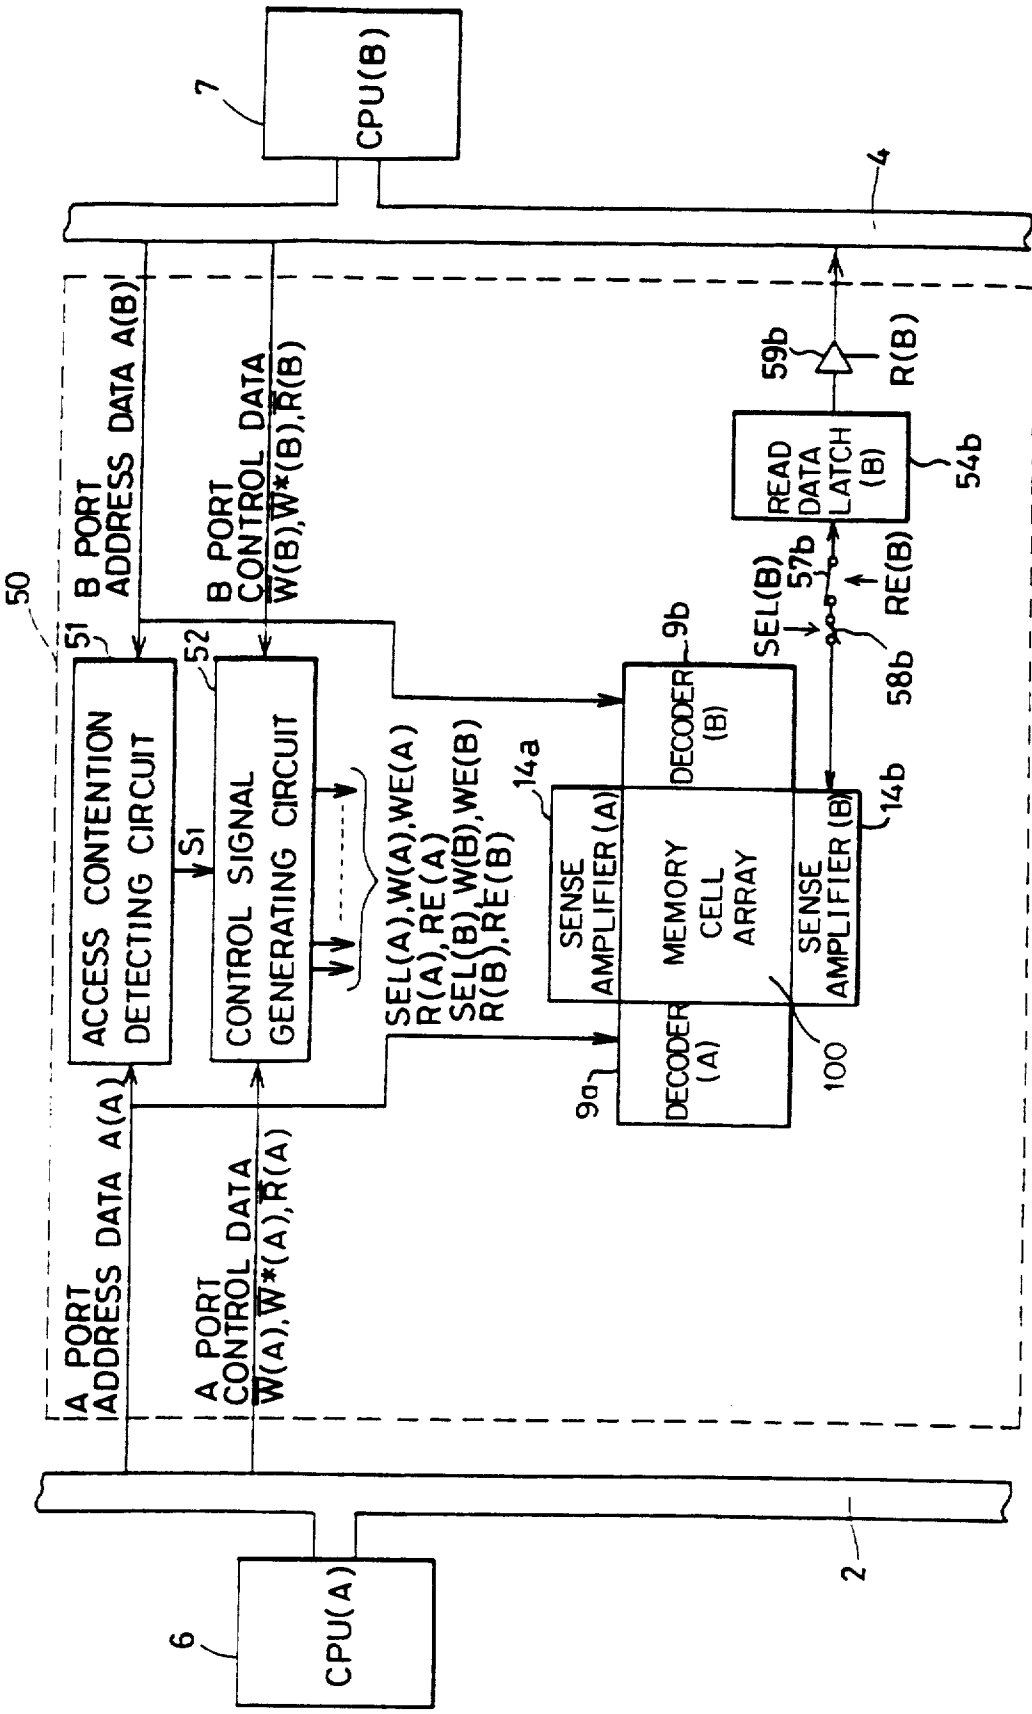 50
A PORT
ADDRESS DATA A(A)
ACCESS CONTENTION
DETECTING CIRCUIT
51
B PORT
ADDRESS DATA A(B)
S1
A PORT
CONTROL DATA
W̅(A),W̅*(A),R̅(A)
CONTROL SIGNAL
GENERATING CIRCUIT
52
B PORT
CONTROL DATA
W̅(B),W̅*(B),R̅(B)
6
CPU(A)
7
CPU(B)
SEL(A),W(A),WE(A)
R(A),RE(A)
SEL(B),W(B),WE(B)
R(B),RE(B)
14a
SENSE
AMPLIFIER(A)
9a
DECODER
(A)
MEMORY
CELL
ARRAY
DECODER
(B)
9b
100
SENSE
AMPLIFIER(B)
14b
SEL(B)
58b
57b
RE(B)
READ
DATA
LATCH
(B)
54b
59b
R(B)
2
4